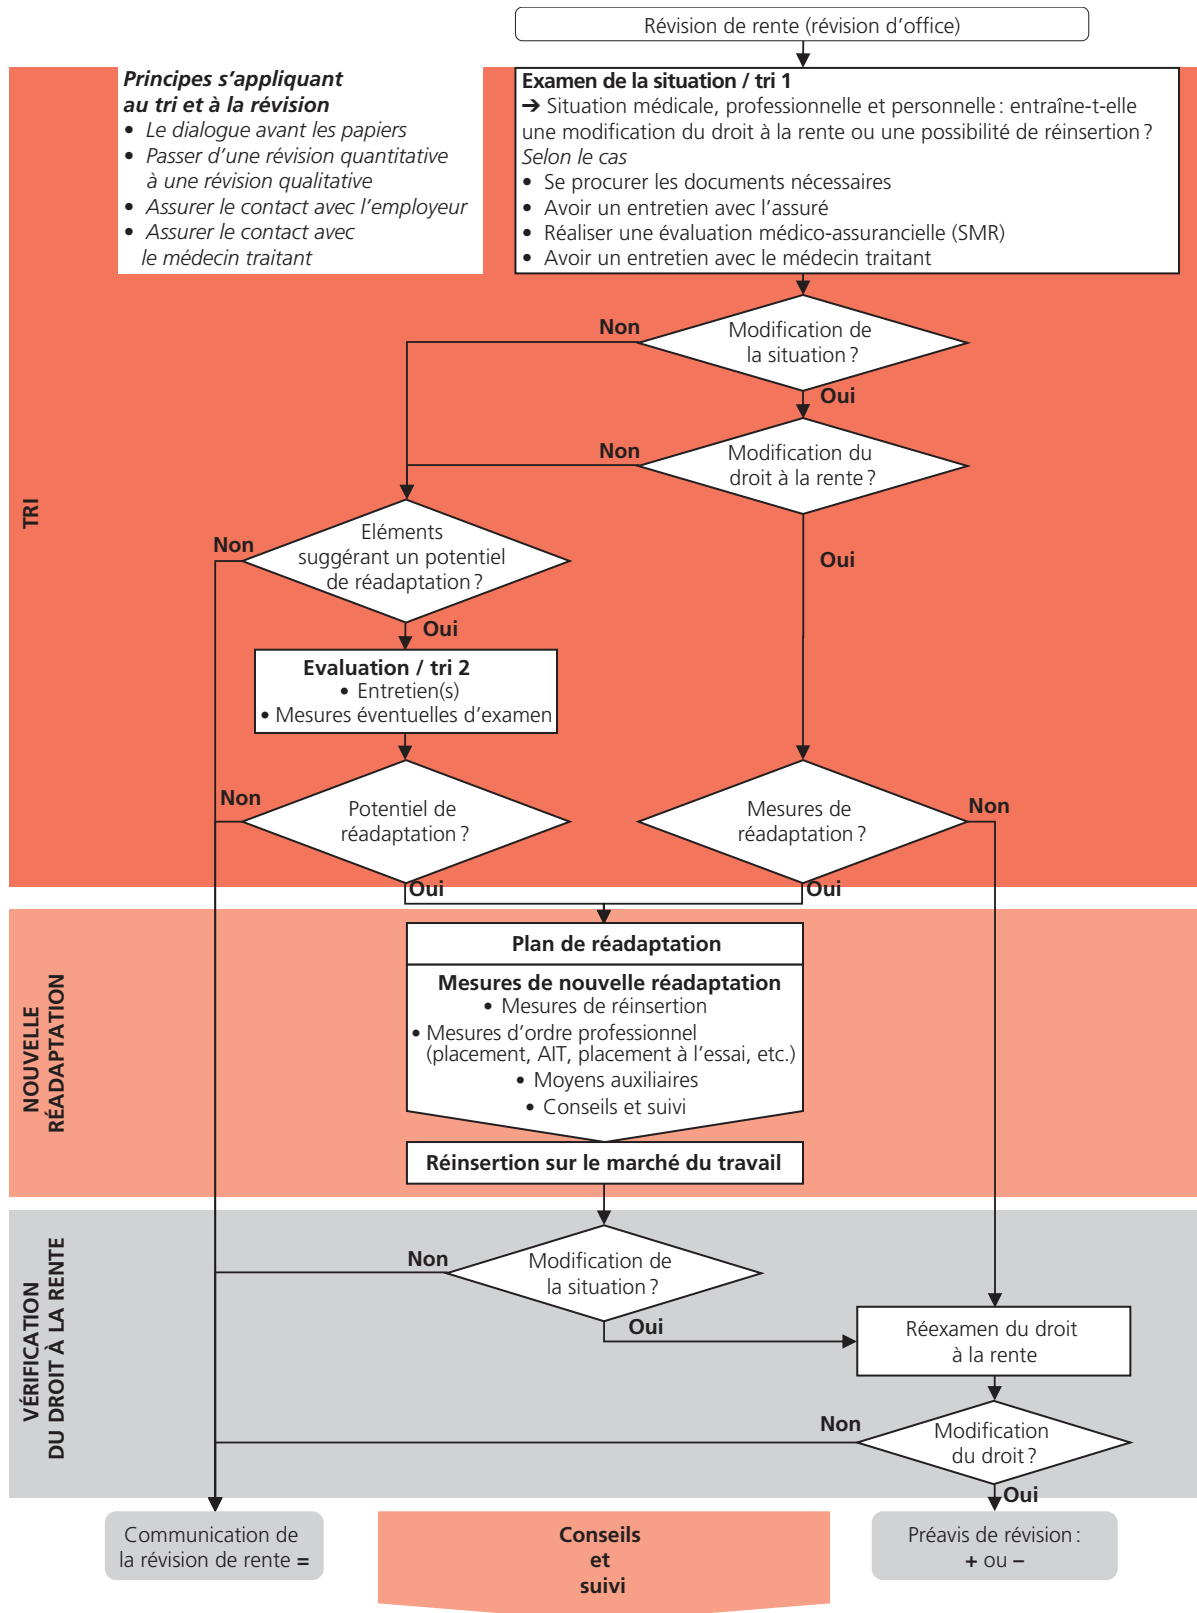 Révision de rente (révision d’office)
Principes s’appliquant
au tri et à la révision
• Le dialogue avant les papiers
• Passer d’une révision quantitative
à une révision qualitative
• Assurer le contact avec l’employeur
• Assurer le contact avec
le médecin traitant
Examen de la situation / tri 1
➔ Situation médicale, professionnelle et personnelle : entraîne-t-elle
une modification du droit à la rente ou une possibilité de réinsertion ?
Selon le cas
• Se procurer les documents nécessaires
• Avoir un entretien avec l’assuré
• Réaliser une évaluation médico-assurancielle (SMR)
• Avoir un entretien avec le médecin traitant
TRI
Non
Modification de
la situation ?
Oui
Non
Modification du
droit à la rente ?
Oui
Non
Eléments
suggérant un potentiel
de réadaptation ?
Oui
Evaluation / tri 2
• Entretien(s)
• Mesures éventuelles d’examen
Non
Potentiel de
réadaptation ?
Oui
Mesures de
réadaptation ?
Non
Oui
NOUVELLE
RÉADAPTATION
Plan de réadaptation
Mesures de nouvelle réadaptation
• Mesures de réinsertion
• Mesures d’ordre professionnel
(placement, AIT, placement à l’essai, etc.)
• Moyens auxiliaires
• Conseils et suivi
Réinsertion sur le marché du travail
VÉRIFICATION
DU DROIT À LA RENTE
Non
Modification de
la situation ?
Oui
Réexamen du droit
à la rente
Non
Modification
du droit ?
Oui
Communication de
la révision de rente =
Conseils
et
suivi
Préavis de révision :
+ ou –